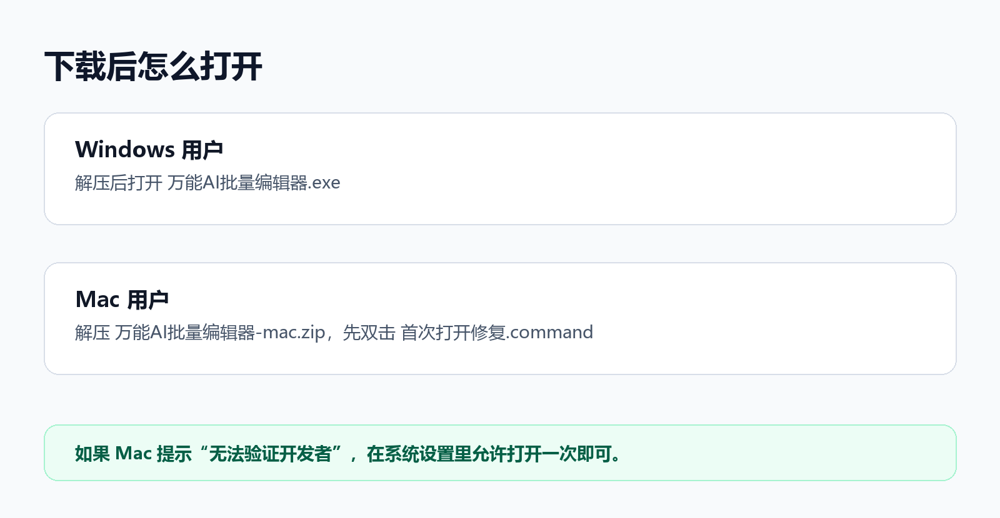 下载后怎么打开
Windows 用户
解压后打开 万能AI批量编辑器.exe
Mac 用户
解压 万能AI批量编辑器-mac.zip，先双击 首次打开修复.command
如果 Mac 提示“无法验证开发者”，在系统设置里允许打开一次即可。